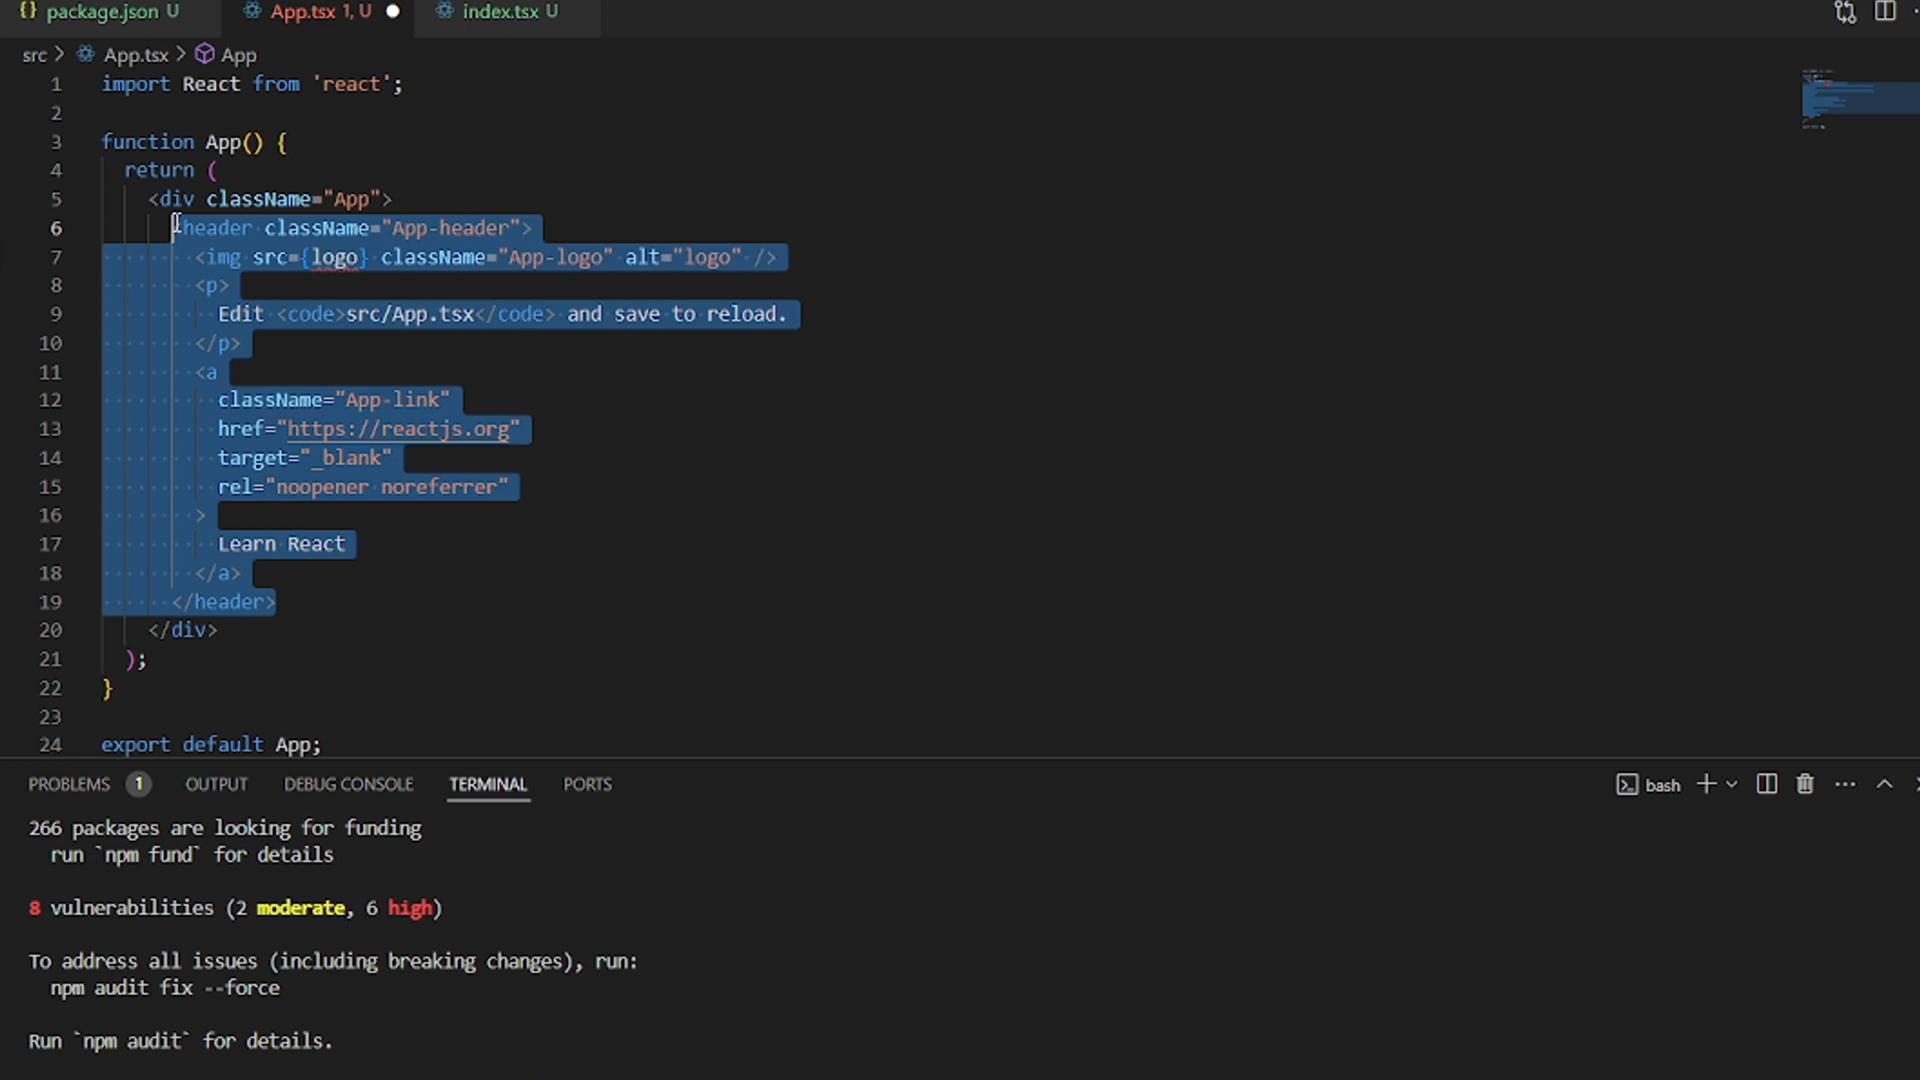 {} package.json U App.tsx 1, U index.tsx U
src > App.tsx > App
1 import React from 'react';
2
3 function App() {
4 return (
5 <div className="App">
6 <header className="App-header">
7 <img src={logo} className="App-logo" alt="logo" />
8 <p>
9 Edit <code>src/App.tsx</code> and save to reload.
10 </p>
11 <a
12 className="App-link"
13 href="https://reactjs.org"
14 target="_blank"
15 rel="noopener noreferrer"
16 >
17 Learn React
18 </a>
19 </header>
20 </div>
21 );
22 }
23
24 export default App;
PROBLEMS 1 OUTPUT DEBUG CONSOLE TERMINAL PORTS bash
266 packages are looking for funding
run `npm fund` for details
8 vulnerabilities (2 moderate, 6 high)
To address all issues (including breaking changes), run:
npm audit fix --force
Run `npm audit` for details.